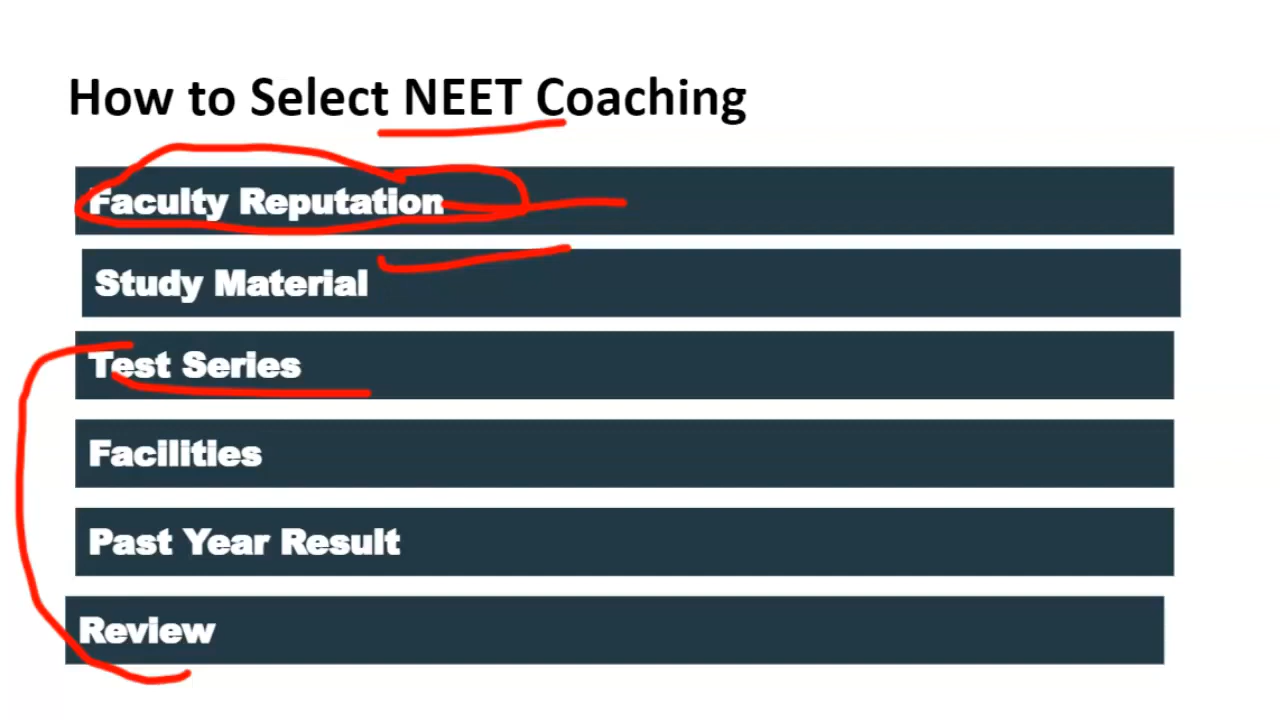 How to Select NEET Coaching
Faculty Reputation
Study Material
Test Series
Facilities
Past Year Result
Review